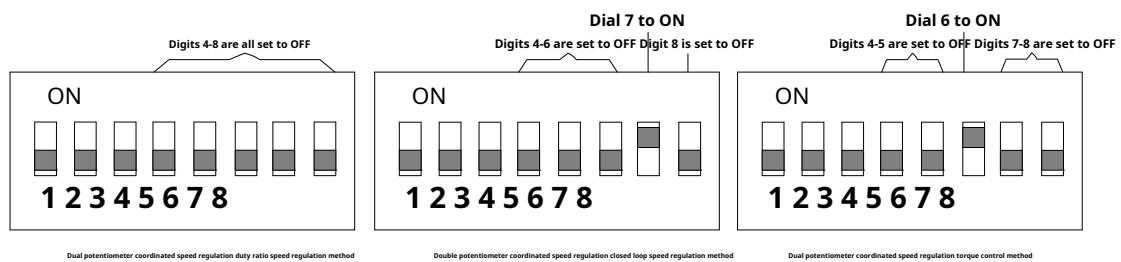 Dial 7 to ON
Dial 6 to ON
Digits 4-8 are all set to OFF
Digits 4-6 are set to OFF
Digit 8 is set to OFF
Digits 4-5 are set to OFF
Digits 7-8 are set to OFF
ON
ON
ON
1 2 3 4 5 6 7 8
1 2 3 4 5 6 7 8
1 2 3 4 5 6 7 8
Dual potentiometer coordinated speed regulation duty ratio speed regulation method
Double potentiometer coordinated speed regulation closed loop speed regulation method
Dual potentiometer coordinated speed regulation torque control method